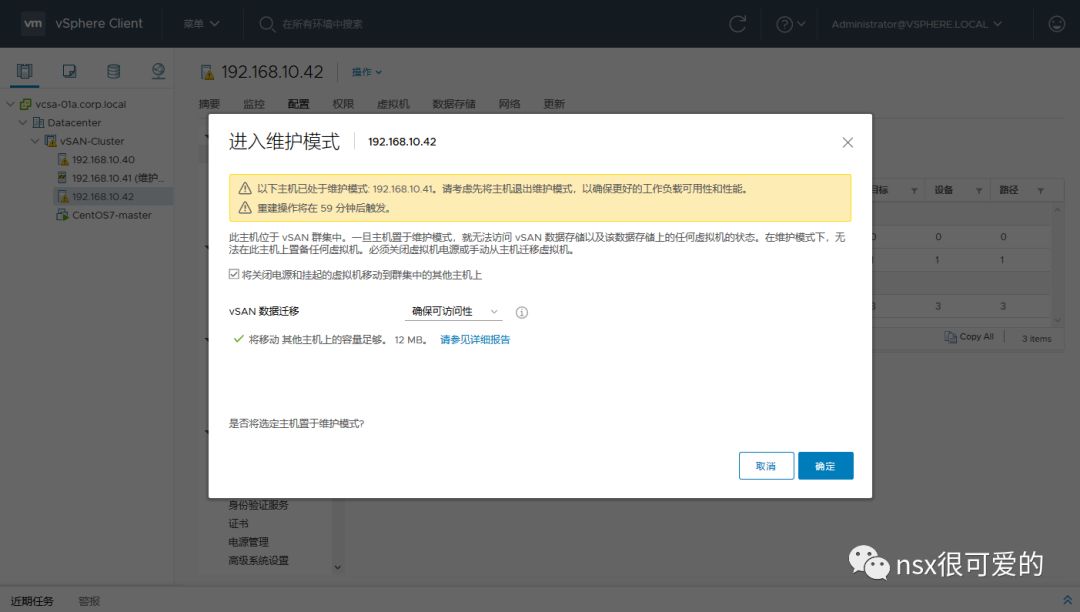 vm vSphere Client 菜单 在所有环境中搜索 Administrator@VSPHERE.LOCAL
192.168.10.42 操作
摘要 监控 配置 权限 虚拟机 数据存储 网络 更新
vcsa-01a.corp.local
Datacenter
vSAN-Cluster
192.168.10.40
192.168.10.41 (维护...
192.168.10.42
CentOS7-master
进入维护模式 192.168.10.42
以下主机已处于维护模式: 192.168.10.41。请考虑先将主机退出维护模式，以确保更好的工作负载可用性和性能。
重建操作将在 59 分钟后触发。
此主机位于 vSAN 群集中。一旦主机置于维护模式，就无法访问 vSAN 数据存储以及该数据存储上的任何虚拟机的状态。在维护模式下，无
法在此主机上置备任何虚拟机。必须关闭虚拟机电源或手动从主机迁移虚拟机。
将关闭电源和挂起的虚拟机移动到群集中的其他主机上
vSAN 数据迁移 确保可访问性
将移动 其他主机上的容量足够。 12 MB。 请参见详细报告
是否将选定主机置于维护模式?
取消 确定
目标 设备 路径
0 0
1 1
3 3 3
Copy All 3 items
身份验证服务
证书
电源管理
高级系统设置
nsx很可爱的
近期任务 警报